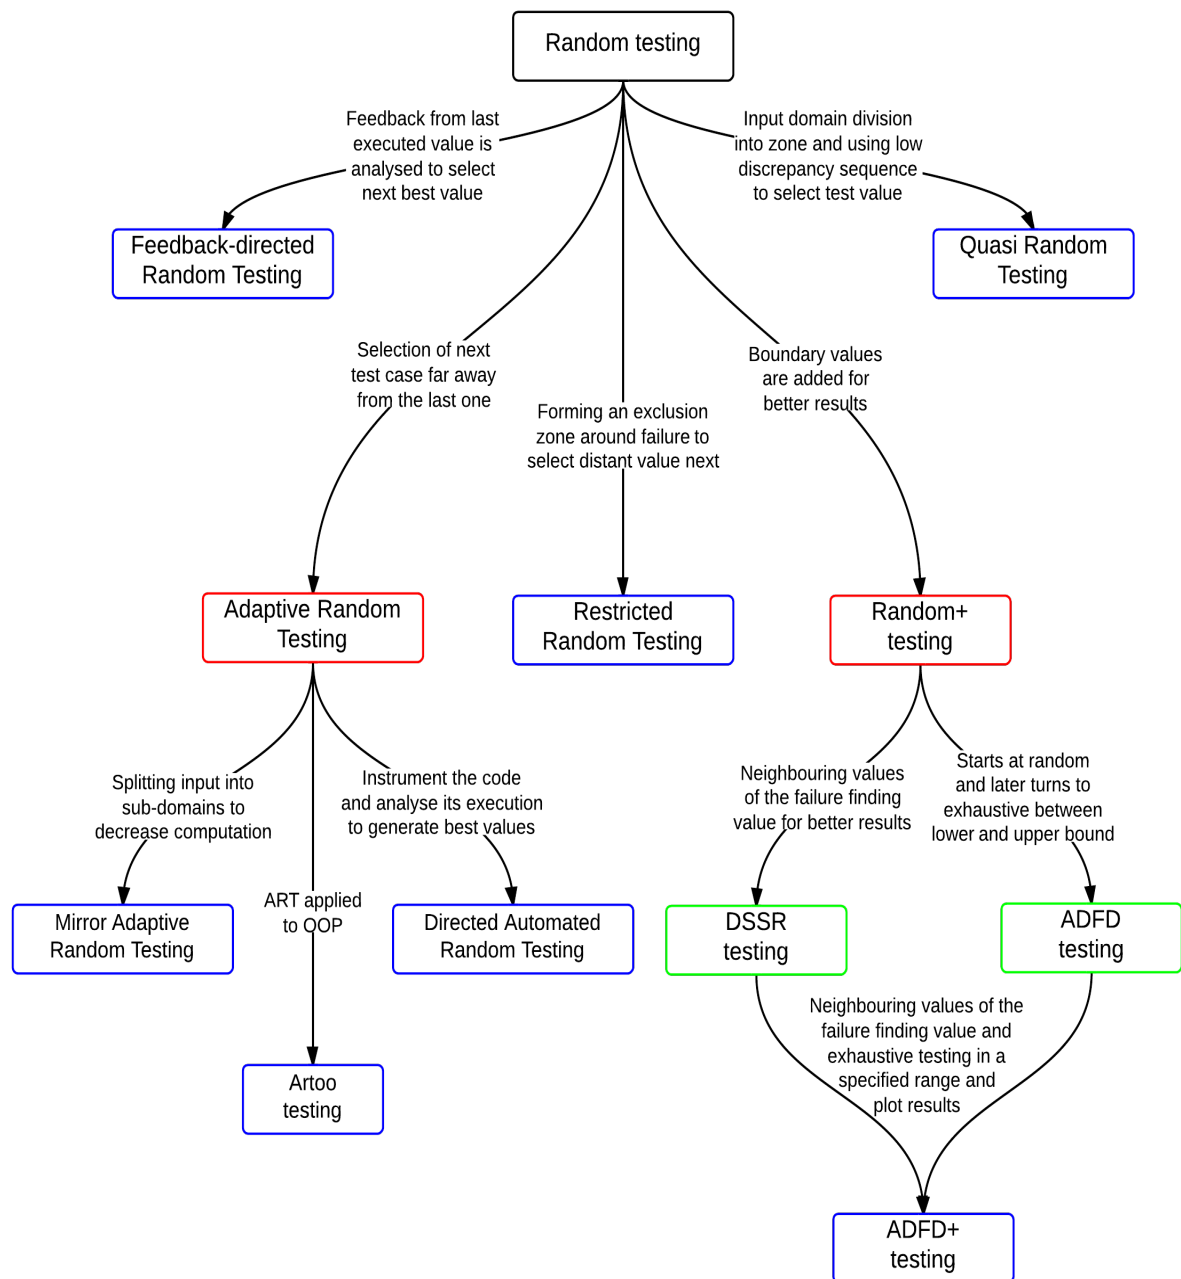 Random testing
Feedback from last
executed value is
analysed to select
next best value
Input domain division
into zone and using low
discrepancy sequence
to select test value
Feedback-directed
Random Testing
Quasi Random
Testing
Selection of next
test case far away
from the last one
Forming an exclusion
zone around failure to
select distant value next
Boundary values
are added for
better results
Adaptive Random
Testing
Restricted
Random Testing
Random+
testing
Splitting input into
sub-domains to
decrease computation
Instrument the code
and analyse its execution
to generate best values
Neighbouring values
of the failure finding
value for better results
Starts at random
and later turns to
exhaustive between
lower and upper bound
ART applied
to OOP
Mirror Adaptive
Random Testing
Directed Automated
Random Testing
DSSR
testing
ADFD
testing
Neighbouring values of the
failure finding value and
exhaustive testing in a
specified range and
plot results
Artoo
testing
ADFD+
testing